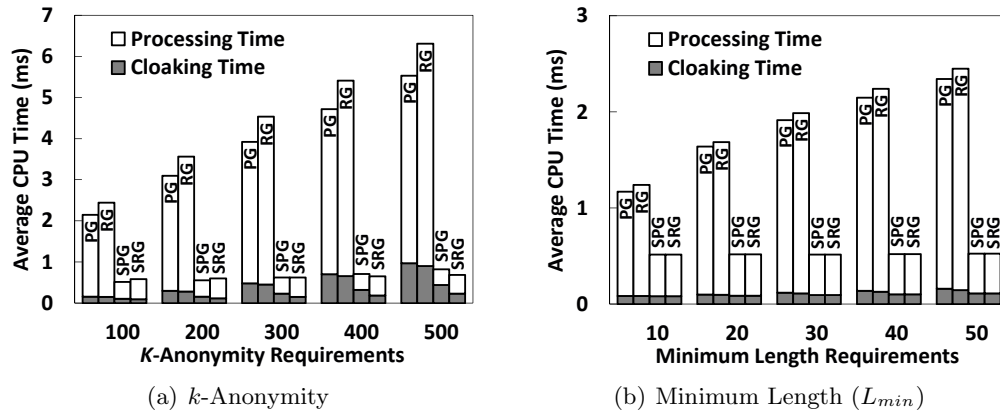 7
6
5
4
3
2
1
0
Average CPU Time (ms)
Processing Time
Cloaking Time
PG RG SPG SRG
PG RG SPG SRG
PG RG SPG SRG
PG RG SPG SRG
PG RG SPG SRG
100 200 300 400 500
K-Anonymity Requirements
(a) k-Anonymity
3
2
1
0
Average CPU Time (ms)
Processing Time
Cloaking Time
PG RG SPG SRG
PG RG SPG SRG
PG RG SPG SRG
PG RG SPG SRG
PG RG SPG SRG
10 20 30 40 50
Minimum Length Requirements
(b) Minimum Length (Lmin)